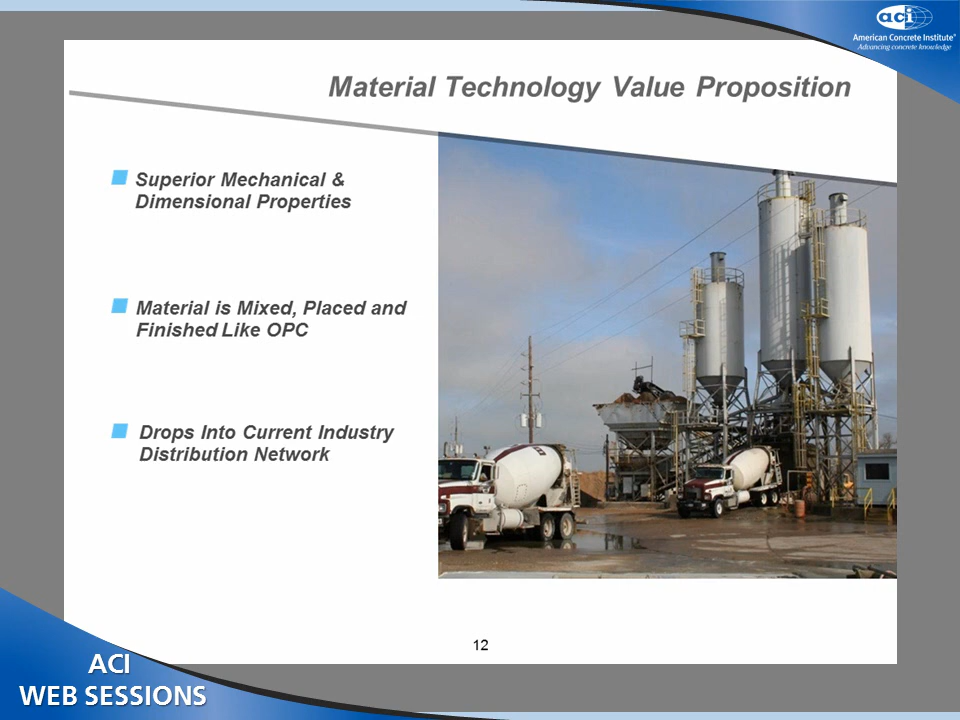 aci
American Concrete Institute®
Advancing concrete knowledge
Material Technology Value Proposition
Superior Mechanical &
Dimensional Properties
Material is Mixed, Placed and
Finished Like OPC
Drops Into Current Industry
Distribution Network
12
ACI
WEB SESSIONS